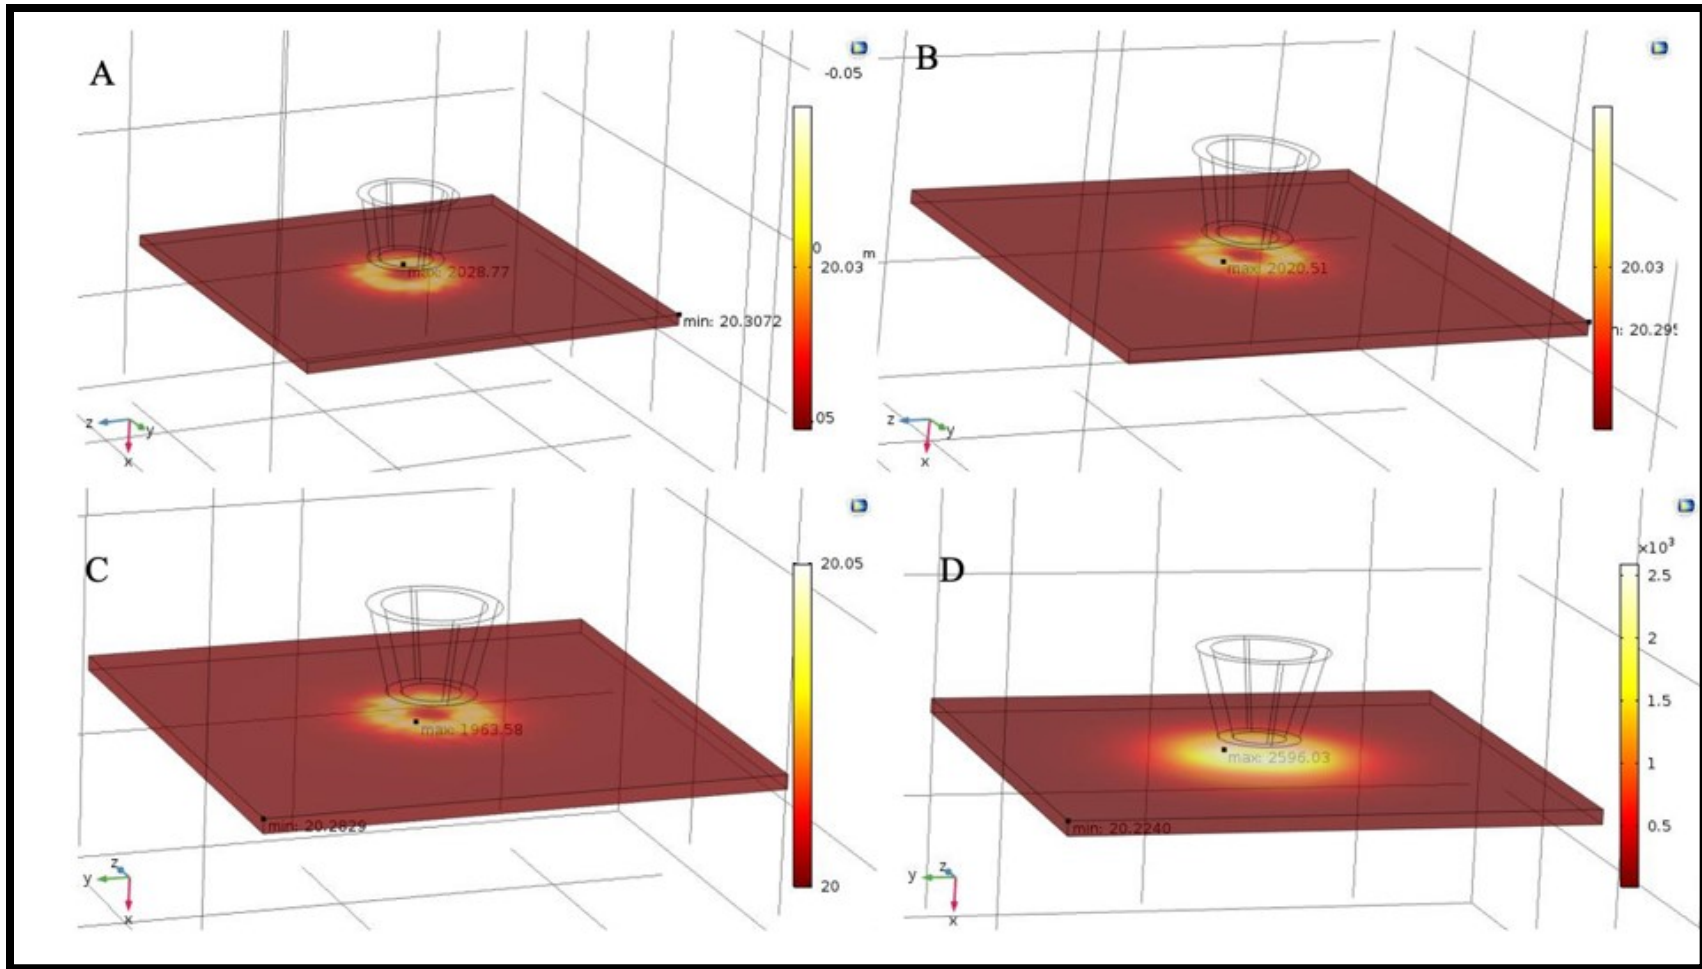 A
-0.05
0
m
20.03
max: 2028.77
min: 20.3072
.05
z
y
x
B
20.03
max: 2020.51
n: 20.295
z
y
x
C
20.05
max: 1963.58
min: 20.2829
z
y
x
20
D
×10³
2.5
2
1.5
1
0.5
max: 2596.03
min: 20.2240
z
y
x